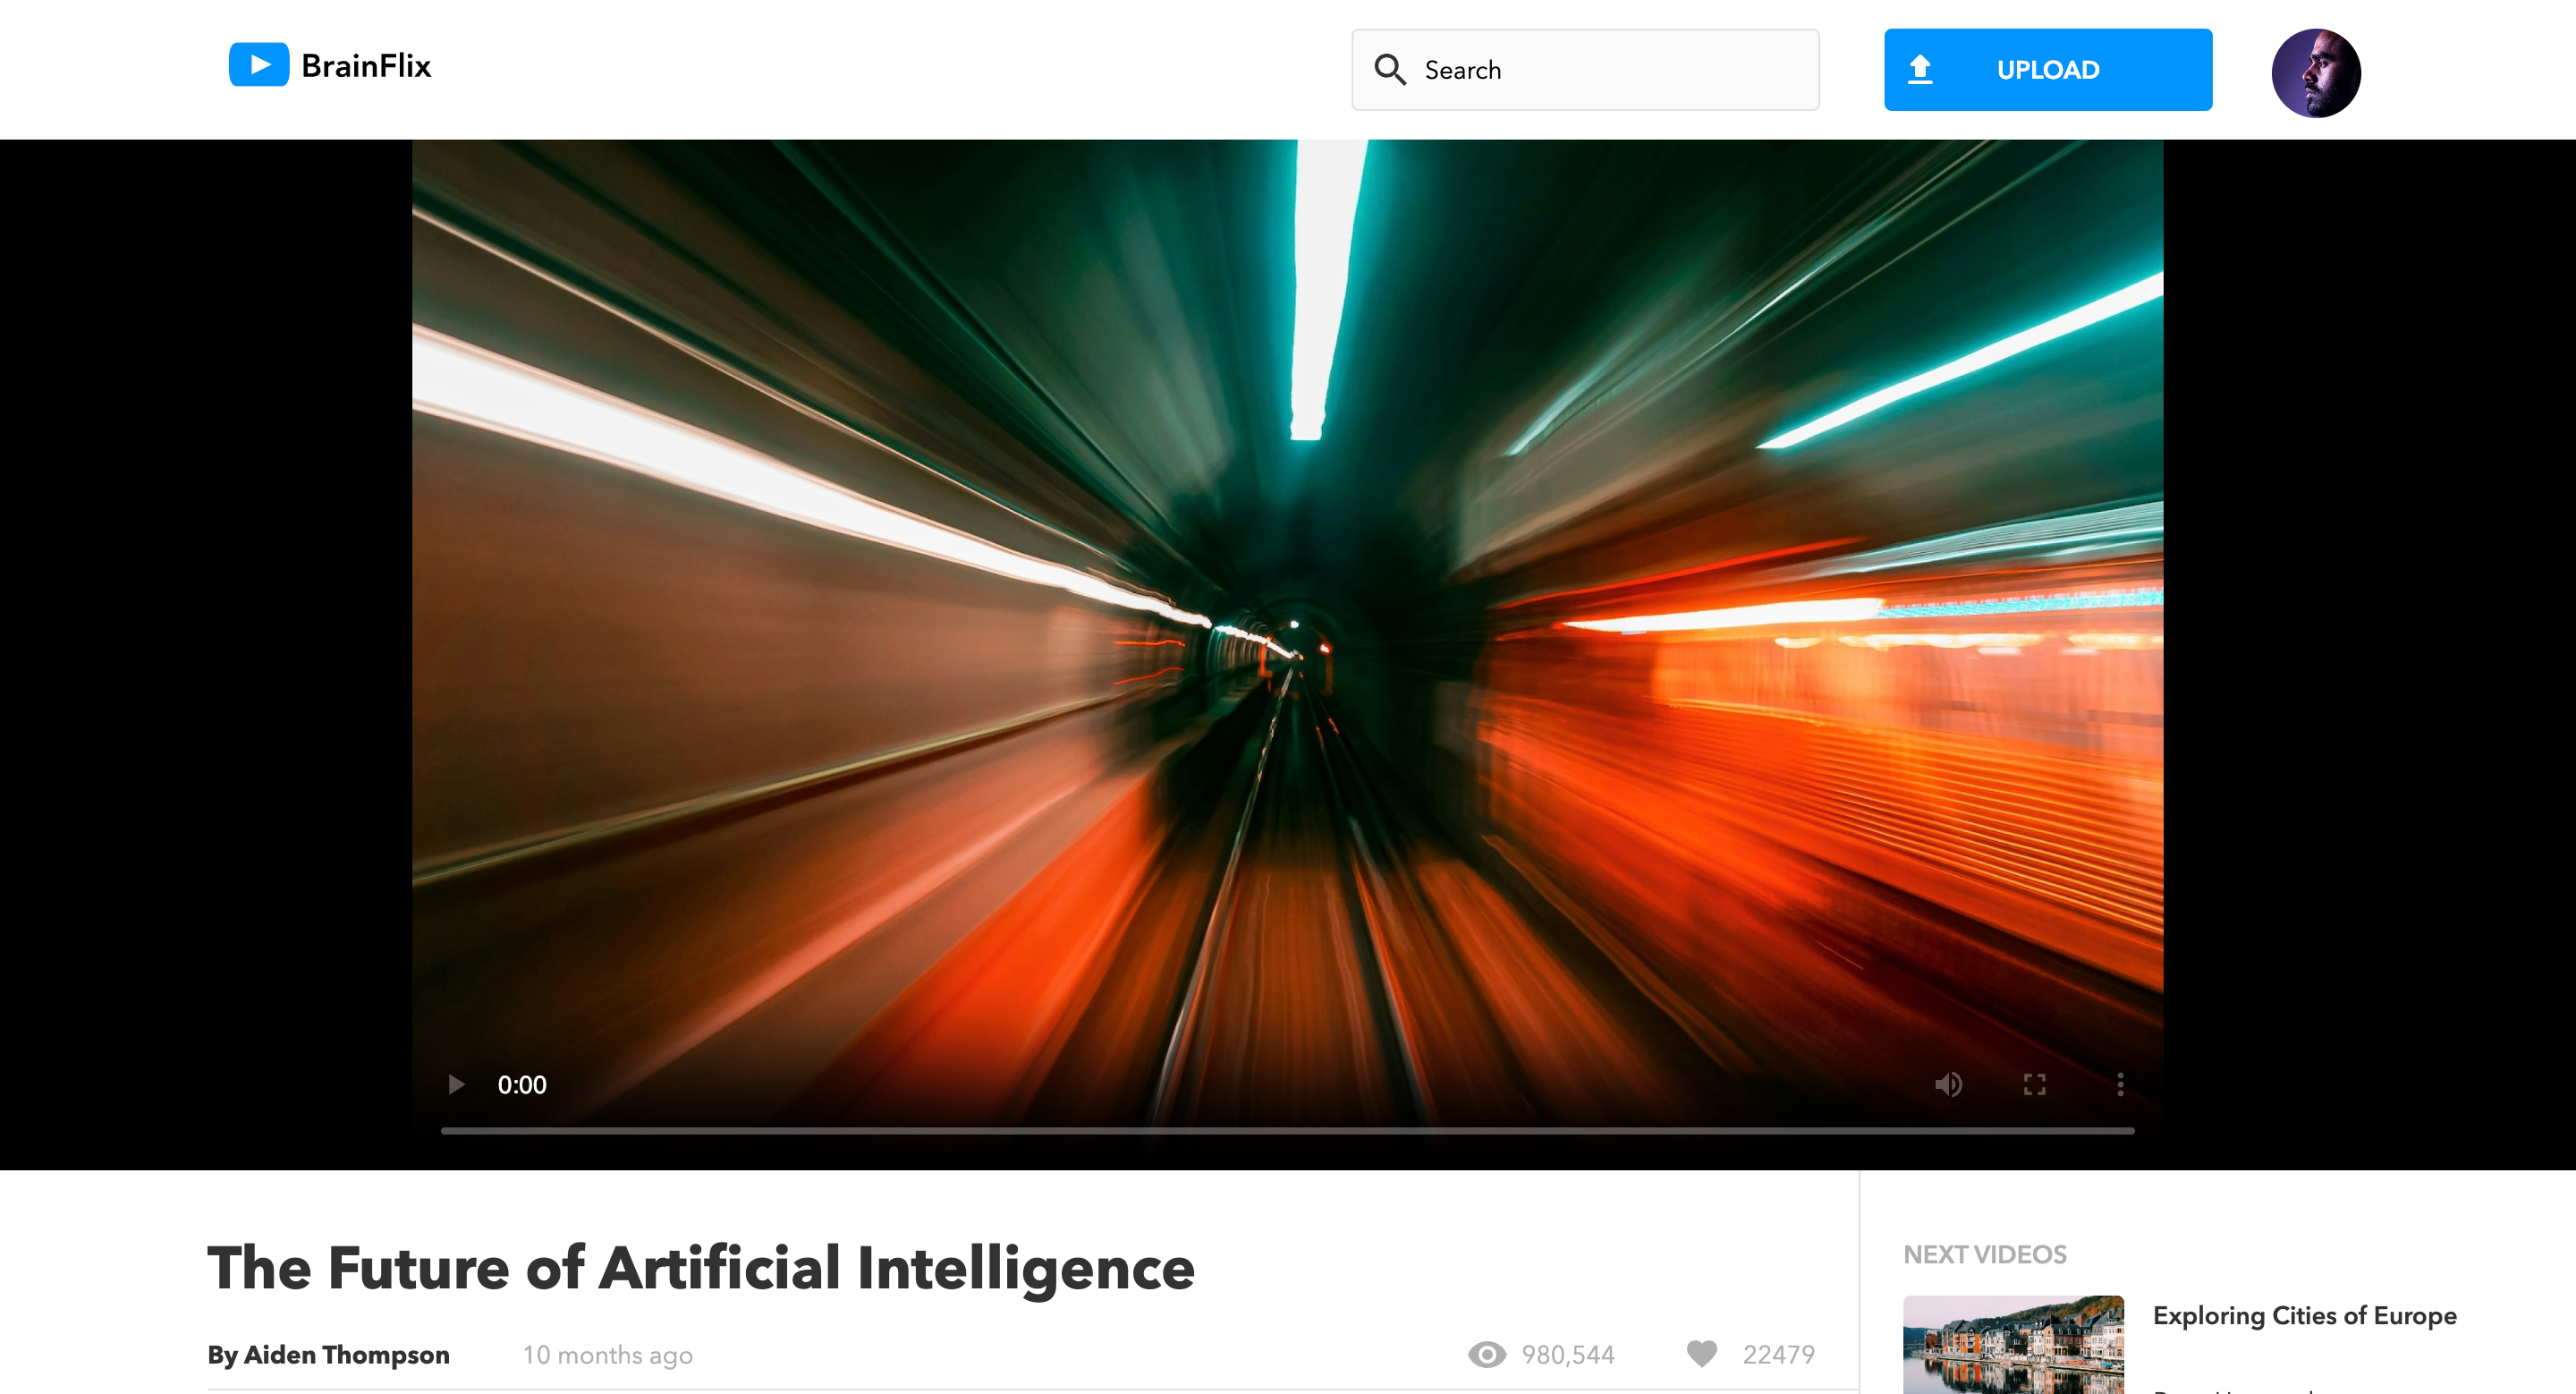 BrainFlix
Search
UPLOAD
0:00
The Future of Artificial Intelligence
By Aiden Thompson
10 months ago
980,544
22479
NEXT VIDEOS
Exploring Cities of Europe